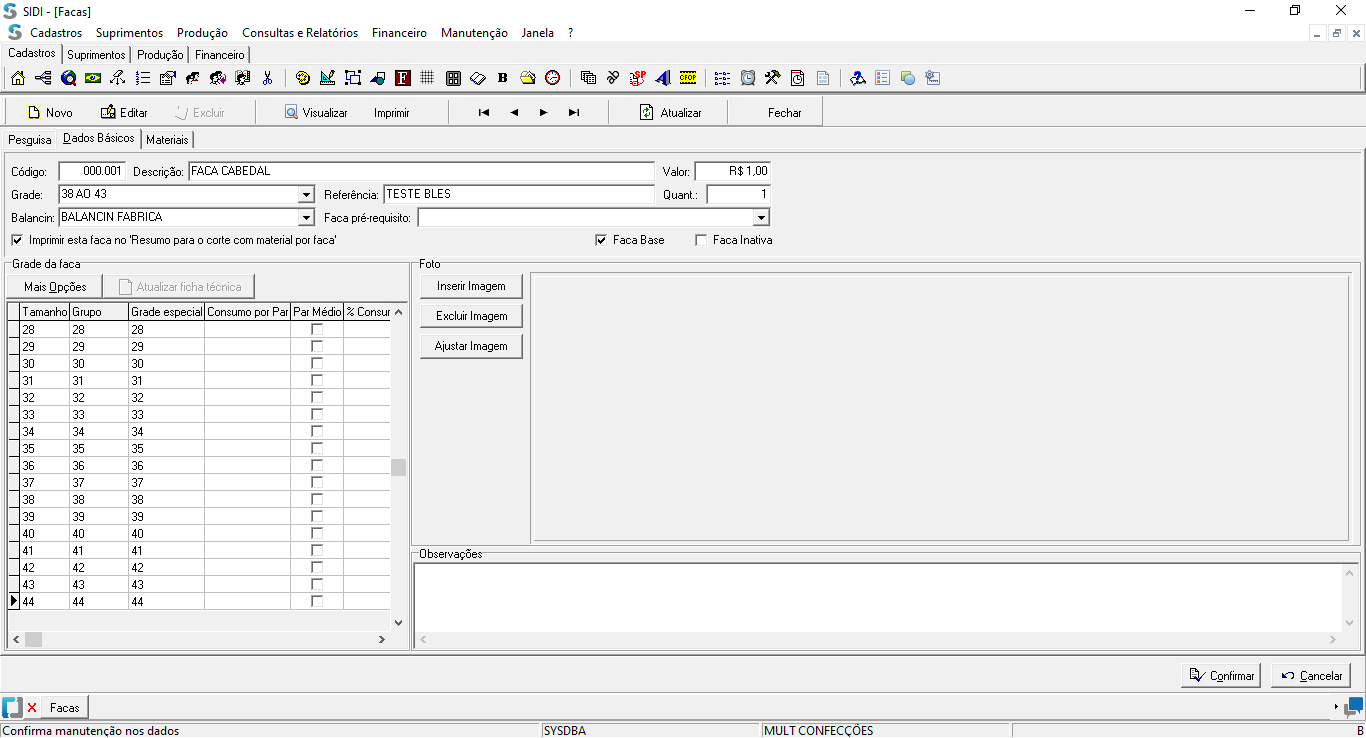 SIDI - [Facas]
Cadastros Suprimentos Produção Consultas e Relatórios Financeiro Manutenção Janela ?
Cadastros Suprimentos Produção Financeiro
F B SP CFOP
Novo Editar Excluir Visualizar Imprimir Atualizar Fechar
Pesquisa Dados Básicos Materiais
Código: 000.001 Descrição: FACA CABEDAL Valor: R$ 1,00
Grade: 38 AO 43 Referência: TESTE BLES Quant.: 1
Balancin: BALANCIN FABRICA Faca pré-requisito:
Imprimir esta faca no 'Resumo para o corte com material por faca' Faca Base Faca Inativa
Grade da faca Foto
Mais Opções Atualizar ficha técnica Inserir Imagem
Excluir Imagem
Ajustar Imagem
Tamanho Grupo Grade especial Consumo por Par Par Médio % Consur
28 28 28
29 29 29
30 30 30
31 31 31
32 32 32
33 33 33
34 34 34
35 35 35
36 36 36
37 37 37
38 38 38
39 39 39
40 40 40
41 41 41
42 42 42
43 43 43
44 44 44
Observações
Confirmar Cancelar
Facas
Confirma manutenção nos dados SYSDBA MULT CONFECÇÕES B